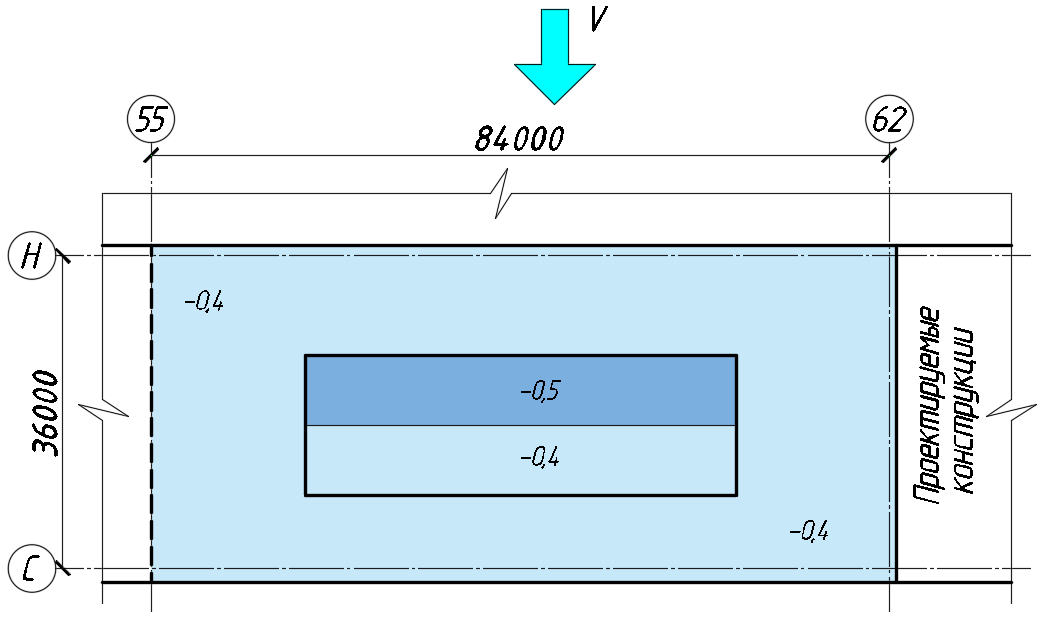 V
55
62
84000
Н
-0,4
36000
-0,5
-0,4
Проектируемые
конструкции
-0,4
С